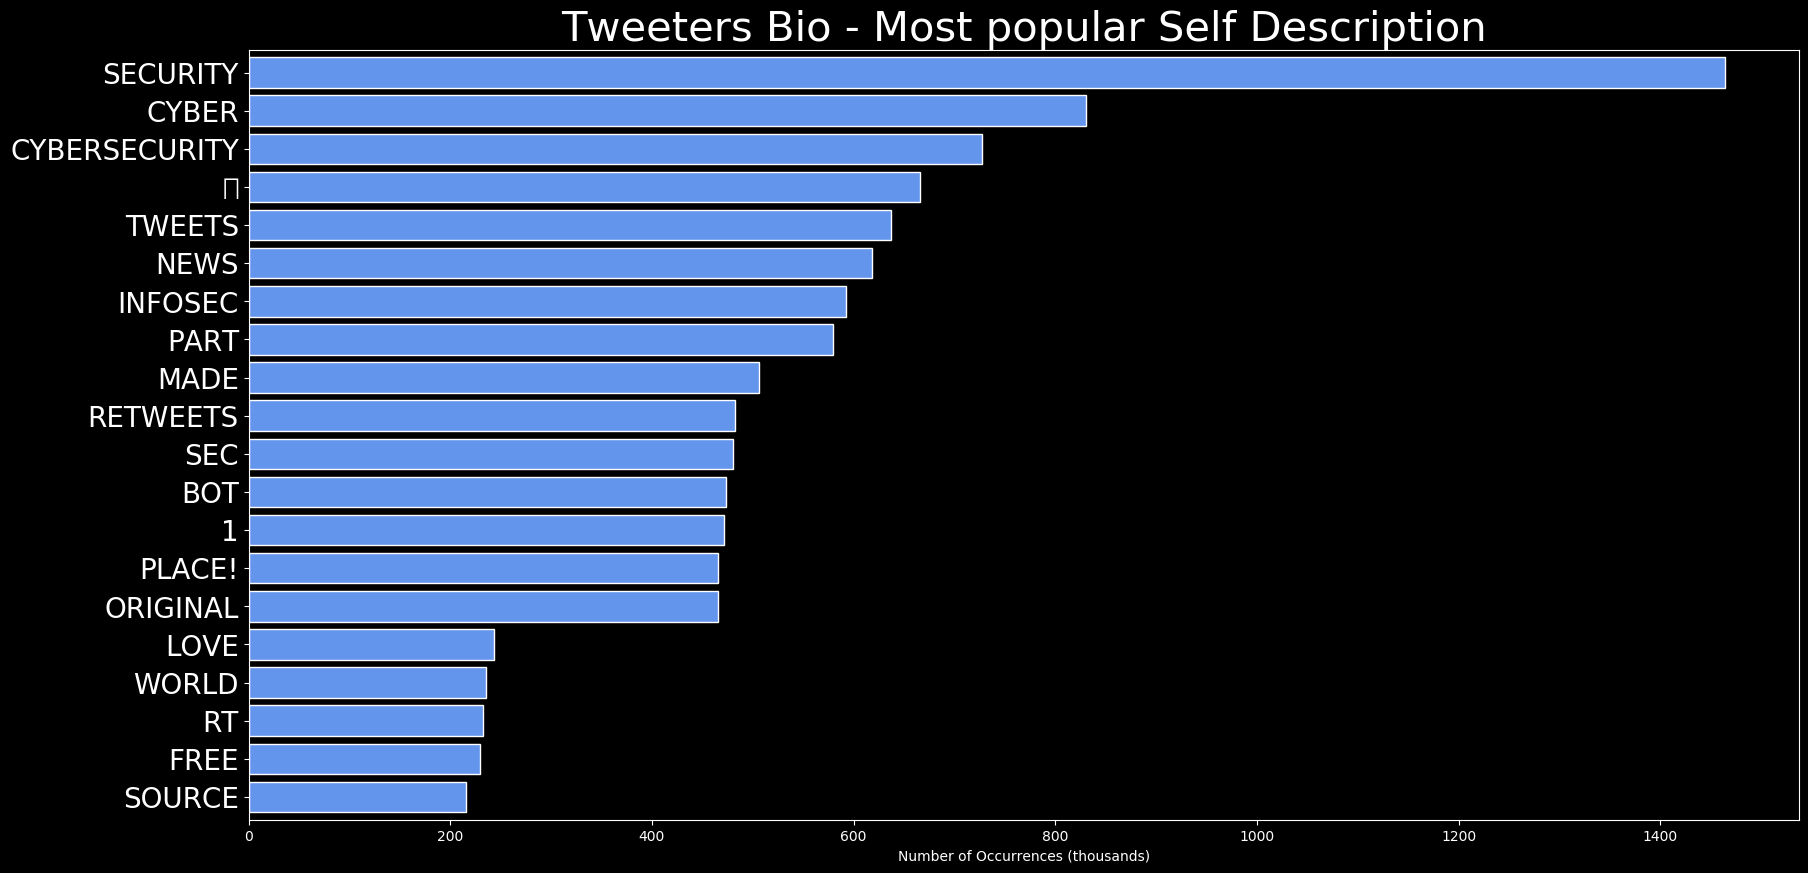 Tweeters Bio - Most popular Self Description
SECURITY
CYBER
CYBERSECURITY
TWEETS
NEWS
INFOSEC
PART
MADE
RETWEETS
SEC
BOT
1
PLACE!
ORIGINAL
LOVE
WORLD
RT
FREE
SOURCE
0 200 400 600 800 1000 1200 1400
Number of Occurrences (thousands)